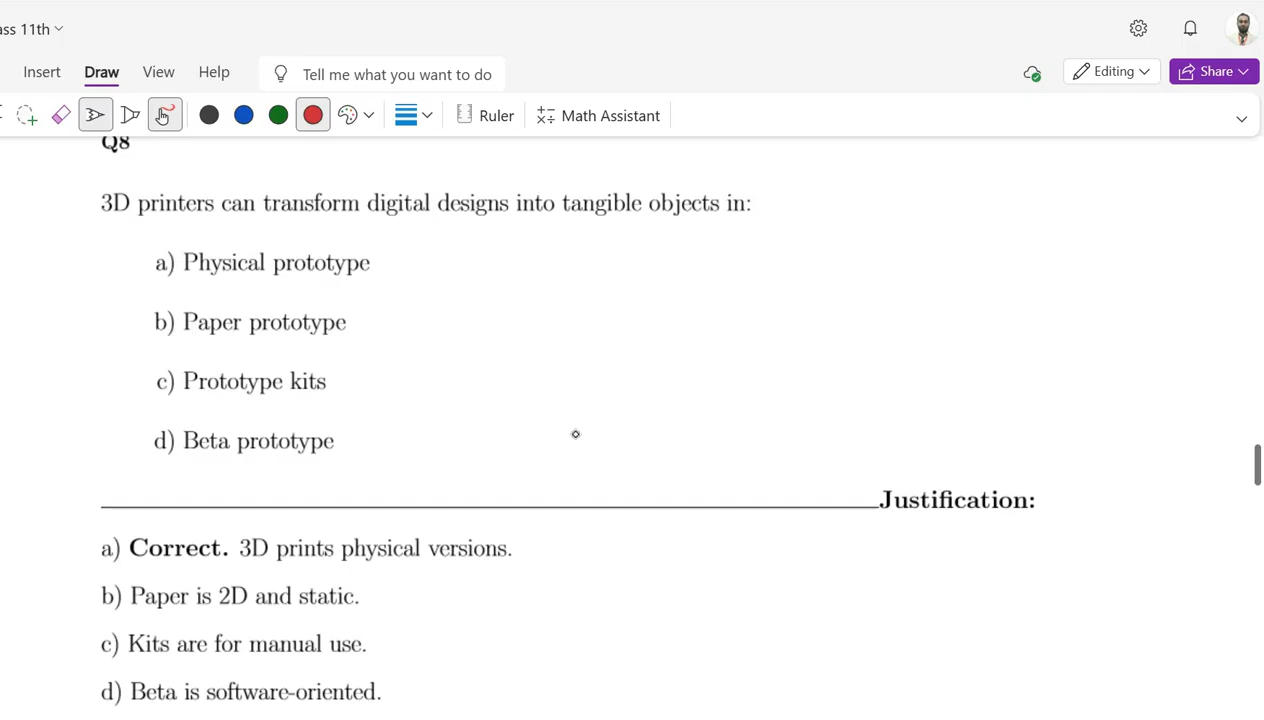 ass 11th
Insert Draw View Help Tell me what you want to do Editing Share
Ruler Math Assistant
Q8
3D printers can transform digital designs into tangible objects in:
a) Physical prototype
b) Paper prototype
c) Prototype kits
d) Beta prototype
Justification:
a) Correct. 3D prints physical versions.
b) Paper is 2D and static.
c) Kits are for manual use.
d) Beta is software-oriented.